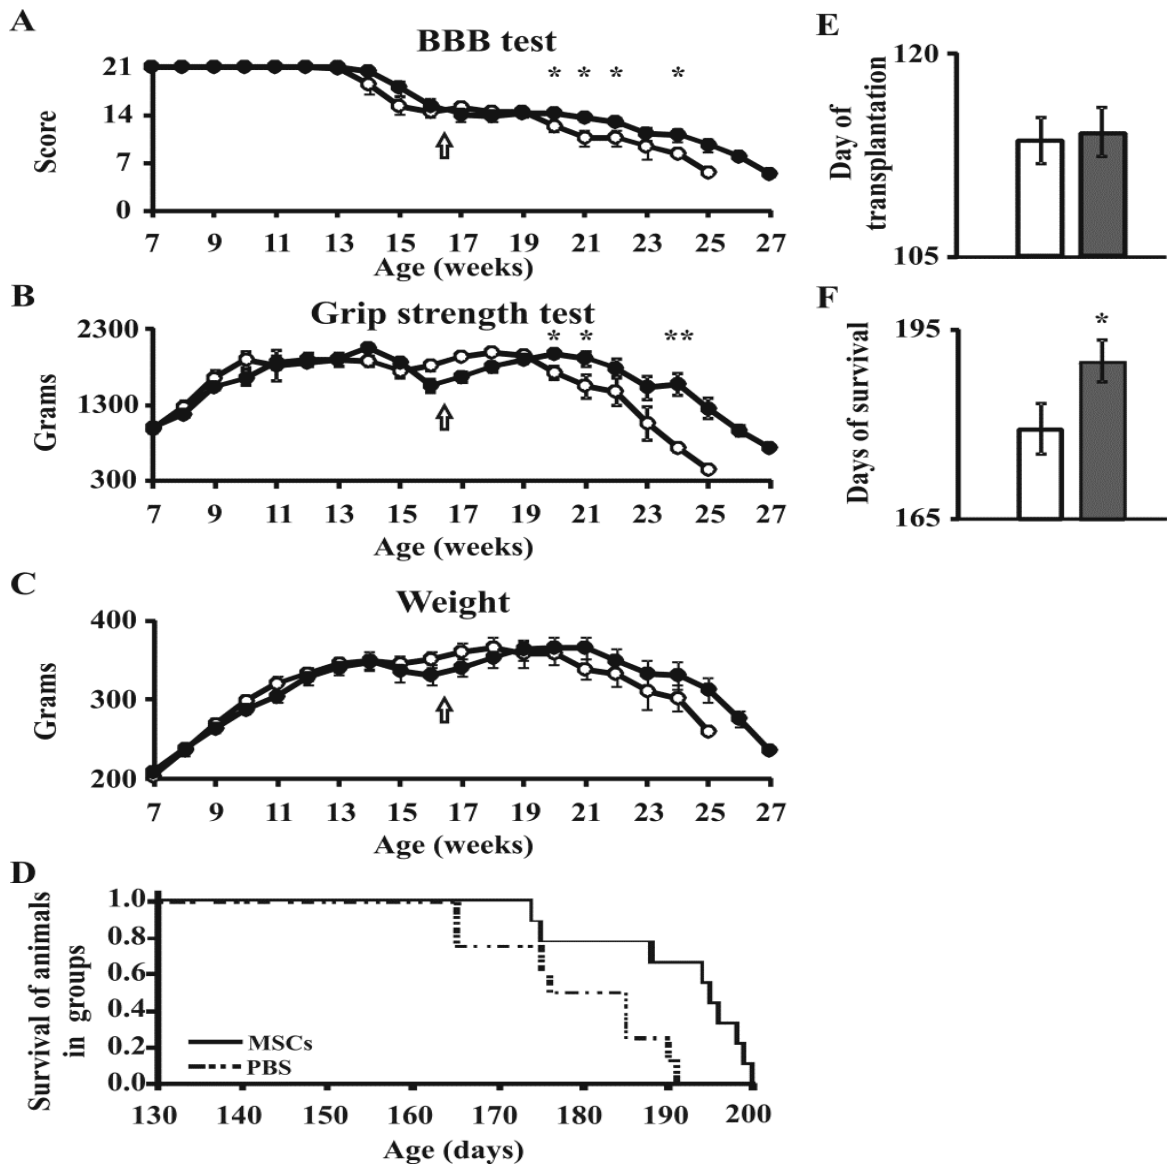 A
BBB test
* * * *
21
14
7
0
Score
7 9 11 13 15 17 19 21 23 25 27
Age (weeks)
B
Grip strength test
* * **
2300
1300
300
Grams
7 9 11 13 15 17 19 21 23 25 27
Age (weeks)
C
Weight
400
300
200
Grams
7 9 11 13 15 17 19 21 23 25 27
Age (weeks)
D
Survival of animals
in groups
1.0
0.8
0.6
0.4
0.2
0.0
MSCs
PBS
130 140 150 160 170 180 190 200
Age (days)
E
Day of
transplantation
120
105
F
Days of survival
195
165
*